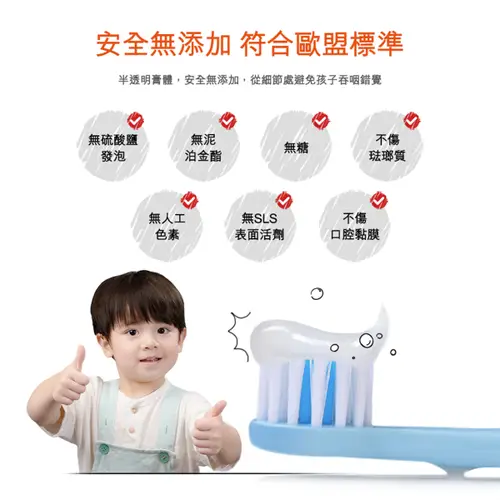 安全無添加 符合歐盟標準
半透明膏體，安全無添加，從細節處避免孩子吞咽錯覺
無硫酸鹽
發泡
無泥
泊金酯
無糖
不傷
琺瑯質
無人工
色素
無SLS
表面活劑
不傷
口腔黏膜